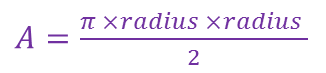 A = π ×radius ×radius / 2